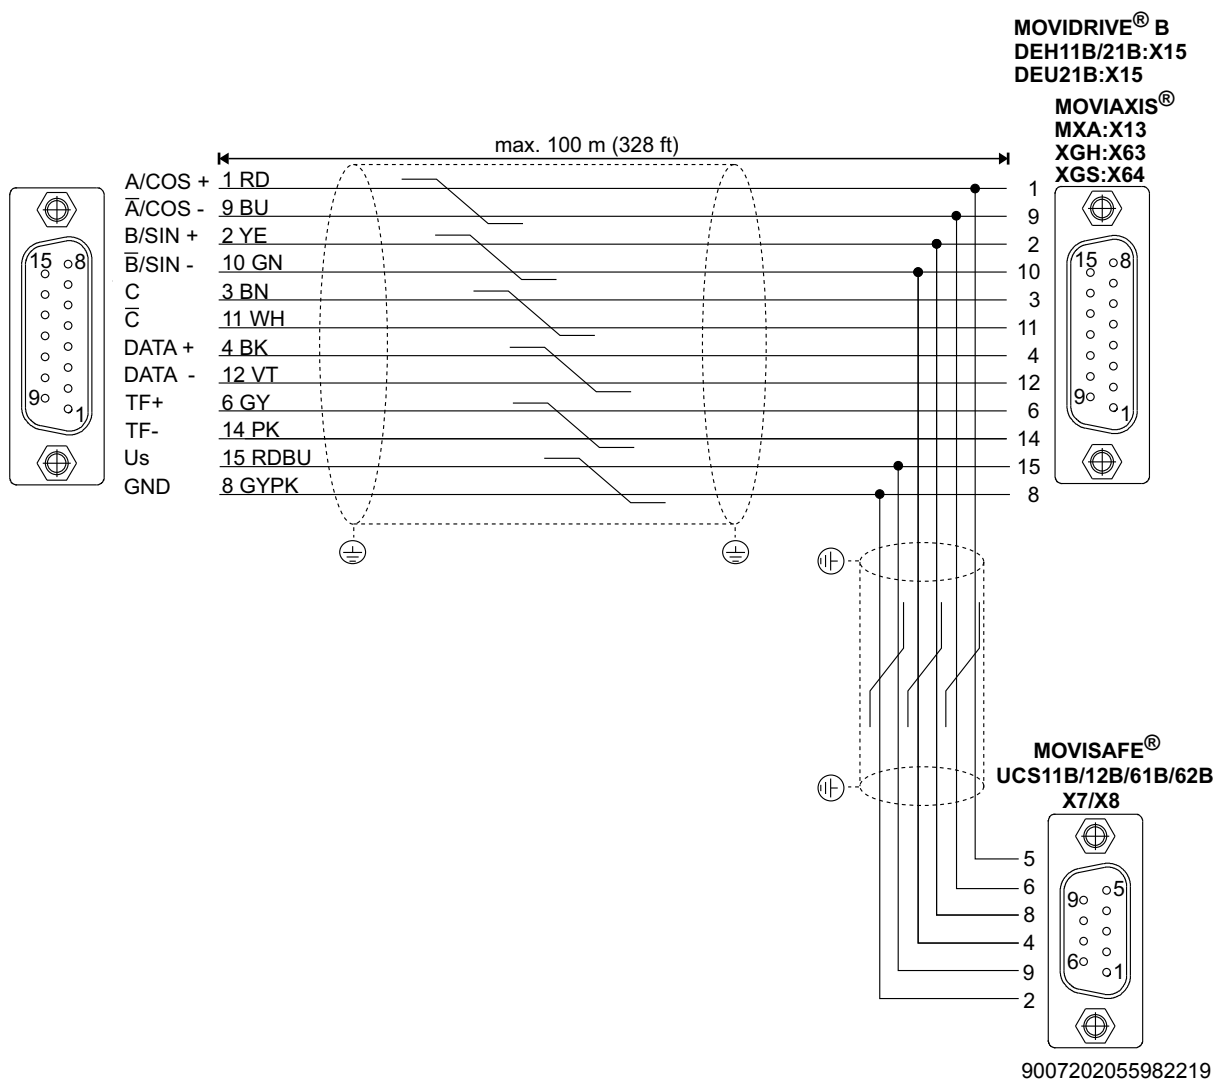 MOVIDRIVE® B
DEH11B/21B:X15
DEU21B:X15
MOVIAXIS®
MXA:X13
XGH:X63
XGS:X64
max. 100 m (328 ft)
A/COS + 1 RD 1
A̅/COS - 9 BU 9
B/SIN + 2 YE 2
B̅/SIN - 10 GN 10
C 3 BN 3
C̅ 11 WH 11
DATA + 4 BK 4
DATA - 12 VT 12
TF+ 6 GY 6
TF- 14 PK 14
Us 15 RDBU 15
GND 8 GYPK 8
15 8
9 1
15 8
9 1
MOVISAFE®
UCS11B/12B/61B/62B
X7/X8
5
6
8
4
9
2
9 5
6 1
9007202055982219